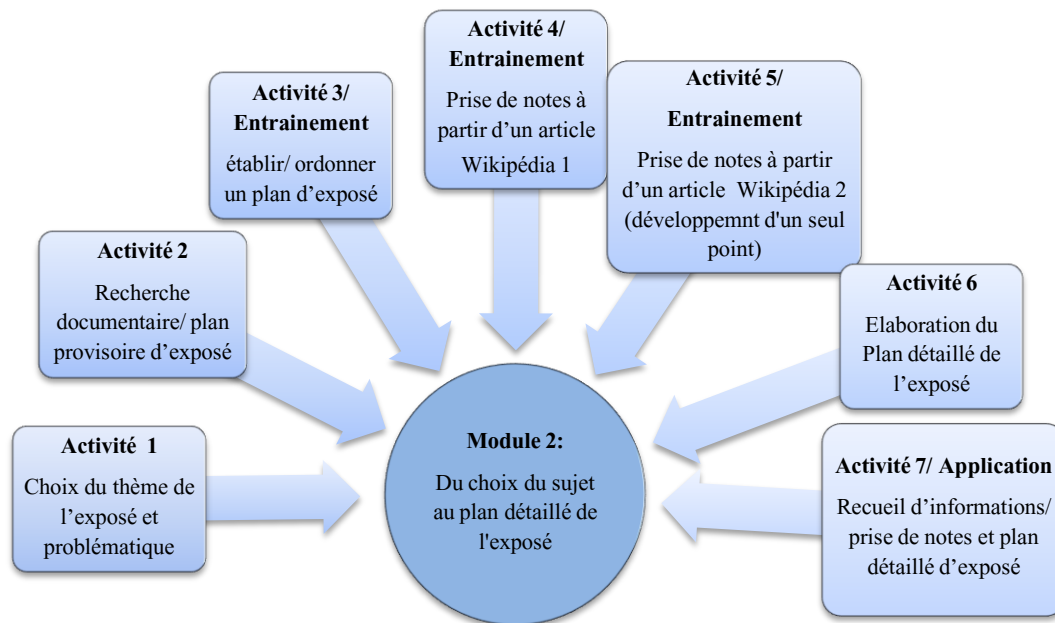 Activité 1
Choix du thème de
l’exposé et
problématique
Activité 2
Recherche
documentaire/ plan
provisoire d’exposé
Activité 3/
Entrainement
établir/ ordonner
un plan d’exposé
Activité 4/
Entrainement
Prise de notes à
partir d’un article
Wikipédia 1
Activité 5/
Entrainement
Prise de notes à partir
d’un article Wikipédia 2
(développemnt d'un seul
point)
Activité 6
Elaboration du
Plan détaillé de
l’exposé
Activité 7/ Application
Recueil d’informations/
prise de notes et plan
détaillé d’exposé
Module 2:
Du choix du sujet
au plan détaillé de
l'exposé